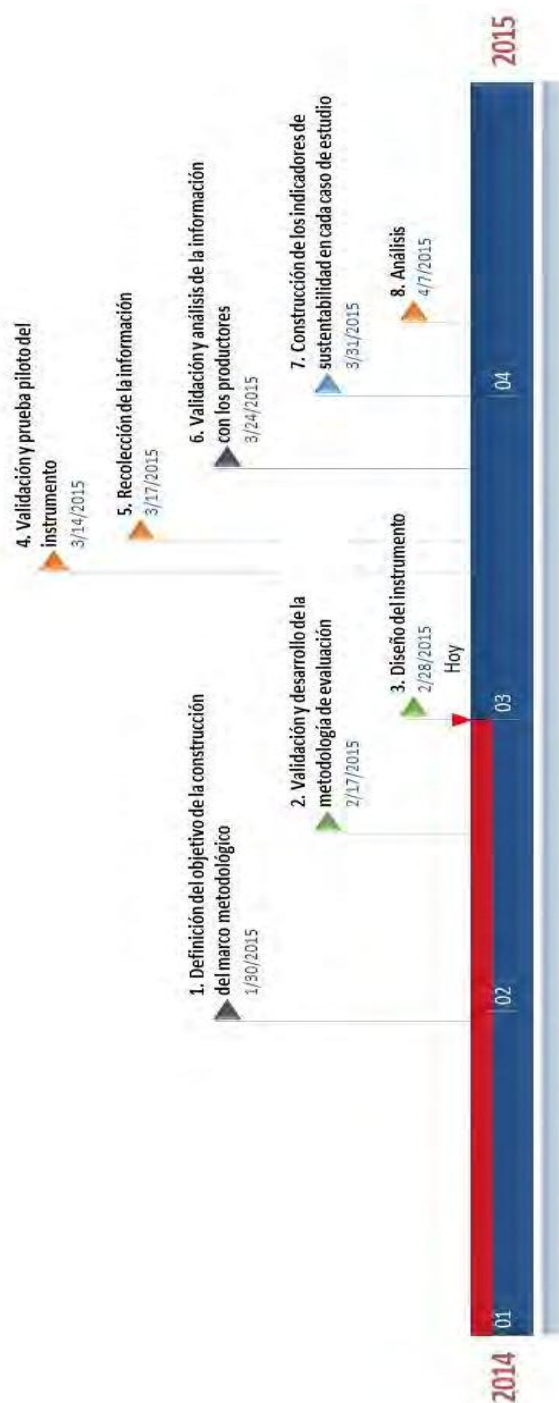 4. Validación y prueba piloto del
instrumento
3/14/2015
5. Recolección de la información
3/17/2015
1. Definición del objetivo de la construcción
del marco metodológico
1/30/2015
6. Validación y análisis de la información
con los productores
3/24/2015
2. Validación y desarrollo de la
metodología de evaluación
2/17/2015
7. Construcción de los indicadores de
sustentabilidad en cada caso de estudio
3/31/2015
3. Diseño del instrumento
2/28/2015
Hoy
8. Análisis
4/7/2015
2014
01
02
03
04
2015